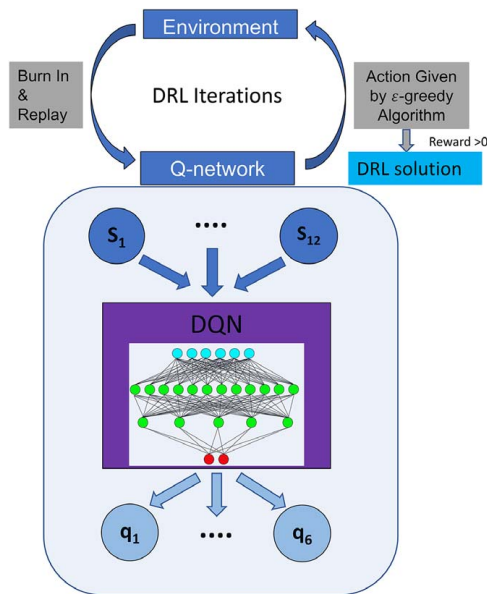 Environment
Burn In
&
Replay
DRL Iterations
Action Given
by ε-greedy
Algorithm
Reward >0
Q-network
DRL solution
S1
....
S12
DQN
q1
....
q6